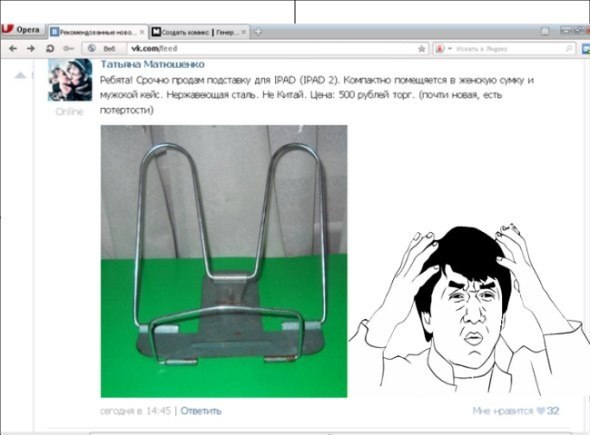 Opera
Рекомендованные ново...
Создать комикс | Генер...
Веб
vk.com/feed
Искать в Яндекс
Татьяна Матюшенко
Ребята! Срочно продам подставку для IPAD (IPAD 2). Компактно помещяется в женскую сумку и
мужской кейс. Нержавеющая сталь. Не Китай. Цена: 500 рублей торг. (почти новая, есть
потертости)
Online
сегодня в 14:45 | Ответить
Мне нравится 32